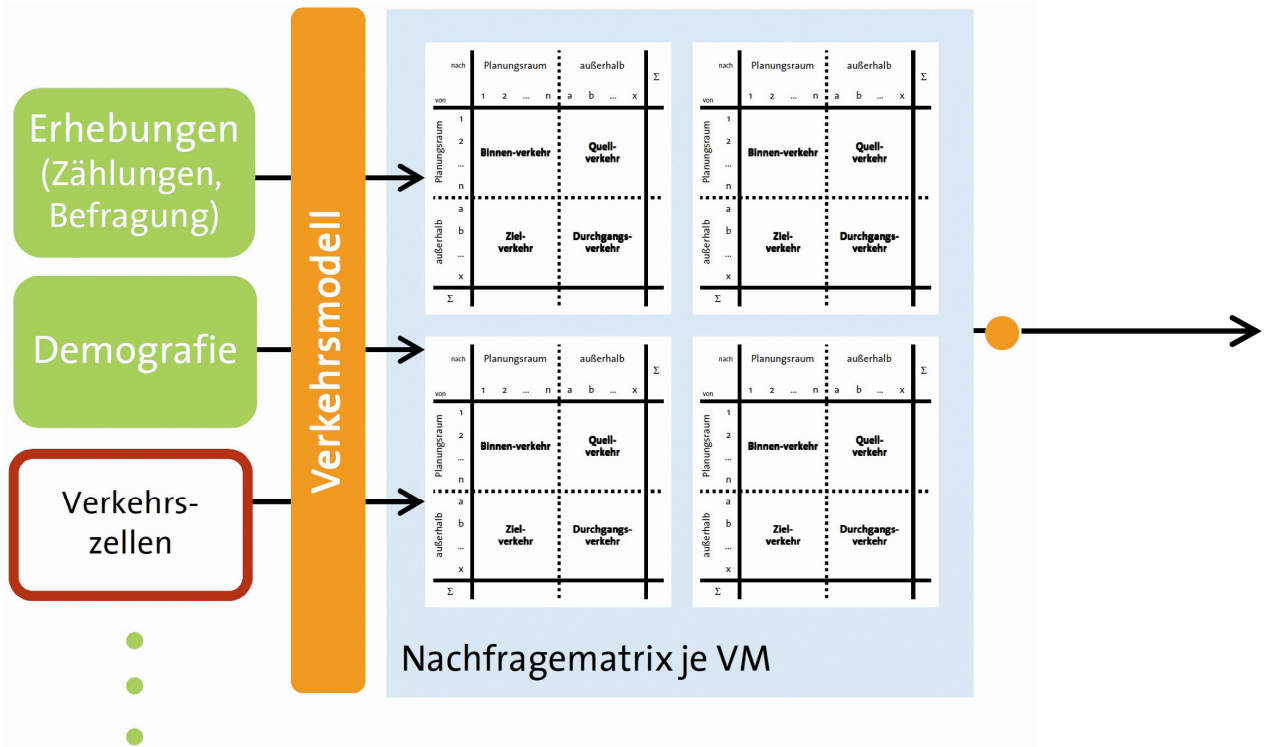 Erhebungen
(Zählungen,
Befragung)
Demografie
Verkehrs-
zellen
Verkehrsmodell
nach Planungsraum außerhalb Σ
von 1 2 ... n a b ... x
Planungsraum
1
2
...
n
Binnen-verkehr
Quell-
verkehr
außerhalb
a
b
...
x
Ziel-
verkehr
Durchgangs-
verkehr
Σ
nach Planungsraum außerhalb Σ
von 1 2 ... n a b ... x
Planungsraum
1
2
...
n
Binnen-verkehr
Quell-
verkehr
außerhalb
a
b
...
x
Ziel-
verkehr
Durchgangs-
verkehr
Σ
nach Planungsraum außerhalb Σ
von 1 2 ... n a b ... x
Planungsraum
1
2
...
n
Binnen-verkehr
Quell-
verkehr
außerhalb
a
b
...
x
Ziel-
verkehr
Durchgangs-
verkehr
Σ
nach Planungsraum außerhalb Σ
von 1 2 ... n a b ... x
Planungsraum
1
2
...
n
Binnen-verkehr
Quell-
verkehr
außerhalb
a
b
...
x
Ziel-
verkehr
Durchgangs-
verkehr
Σ
Nachfragematrix je VM